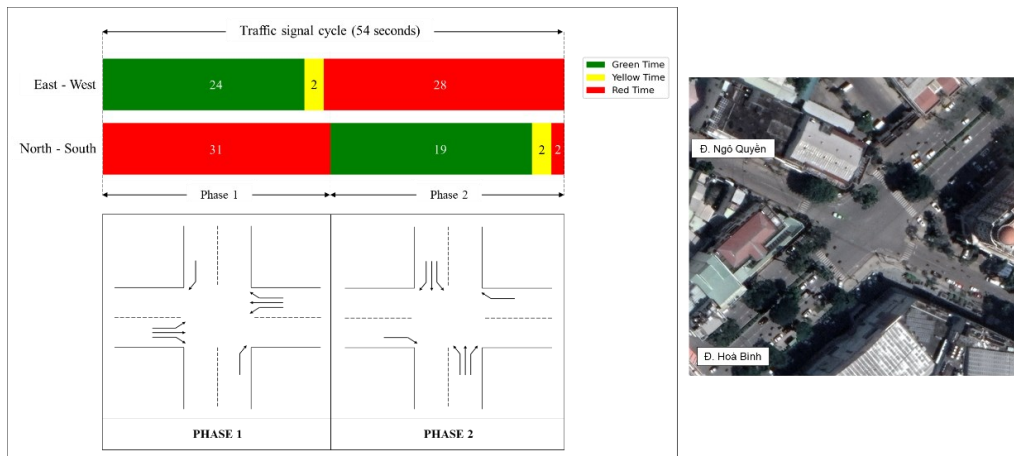 Traffic signal cycle (54 seconds)
East - West
24
2
28
North - South
31
19
2
2
Green Time
Yellow Time
Red Time
Phase 1
Phase 2
PHASE 1
PHASE 2
Đ. Ngô Quyền
Đ. Hoà Bình